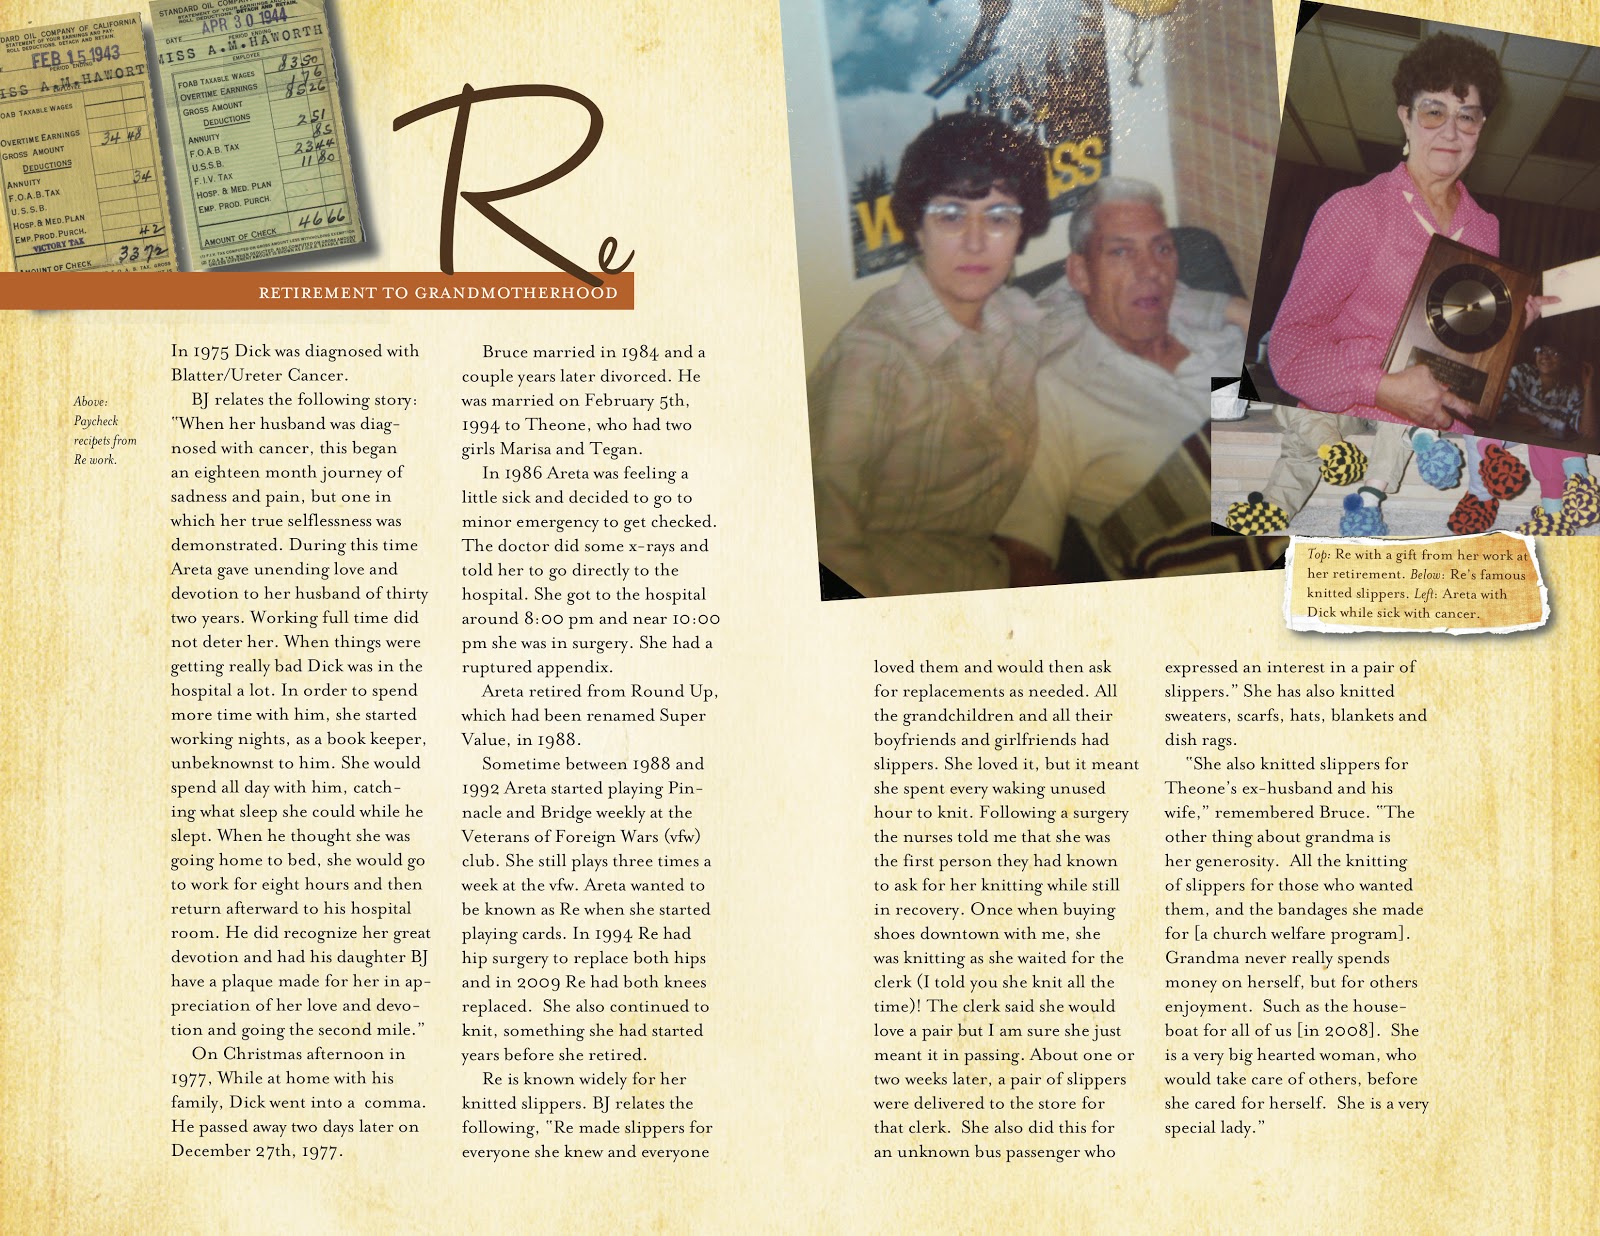 STANDARD OIL COMPANY OF CALIFORNIA
STATEMENT OF YOUR EARNINGS AND PAY-
ROLL DEDUCTIONS. DETACH AND RETAIN.
FEB 15 1943
PERIOD ENDING
MISS A.M.HAWORTH
FOAB TAXABLE WAGES
OVERTIME EARNINGS
GROSS AMOUNT 34 48
DEDUCTIONS
ANNUITY 34
F.O.A.B. TAX
U.S.S.B.
HOSP. & MED. PLAN
EMP. PROD. PURCH. 42
VICTORY TAX
AMOUNT OF CHECK 33 72
STANDARD OIL COMPANY OF CALIFORNIA
STATEMENT OF YOUR EARNINGS AND PAY-
ROLL DEDUCTIONS. DETACH AND RETAIN.
APR 30 1944
DATE PERIOD ENDING
MISS A.M.HAWORTH
EMPLOYEE
FOAB TAXABLE WAGES 83 50
OVERTIME EARNINGS 1 76
GROSS AMOUNT 85 26
DEDUCTIONS
ANNUITY 2 51
F.O.A.B. TAX 85
U.S.S.B. 23 44
F.I.V. TAX 11 80
HOSP. & MED. PLAN
EMP. PROD. PURCH.
AMOUNT OF CHECK 46 66
Re
RETIREMENT TO GRANDMOTHERHOOD
Above:
Paycheck
recipets from
Re work.
In 1975 Dick was diagnosed with
Blatter/Ureter Cancer.
BJ relates the following story:
"When her husband was diag-
nosed with cancer, this began
an eighteen month journey of
sadness and pain, but one in
which her true selflessness was
demonstrated. During this time
Areta gave unending love and
devotion to her husband of thirty
two years. Working full time did
not deter her. When things were
getting really bad Dick was in the
hospital a lot. In order to spend
more time with him, she started
working nights, as a book keeper,
unbeknownst to him. She would
spend all day with him, catch-
ing what sleep she could while he
slept. When he thought she was
going home to bed, she would go
to work for eight hours and then
return afterward to his hospital
room. He did recognize her great
devotion and had his daughter BJ
have a plaque made for her in ap-
preciation of her love and devo-
tion and going the second mile."
On Christmas afternoon in
1977, While at home with his
family, Dick went into a comma.
He passed away two days later on
December 27th, 1977.
Bruce married in 1984 and a
couple years later divorced. He
was married on February 5th,
1994 to Theone, who had two
girls Marisa and Tegan.
In 1986 Areta was feeling a
little sick and decided to go to
minor emergency to get checked.
The doctor did some x-rays and
told her to go directly to the
hospital. She got to the hospital
around 8:00 pm and near 10:00
pm she was in surgery. She had a
ruptured appendix.
Areta retired from Round Up,
which had been renamed Super
Value, in 1988.
Sometime between 1988 and
1992 Areta started playing Pin-
nacle and Bridge weekly at the
Veterans of Foreign Wars (vfw)
club. She still plays three times a
week at the vfw. Areta wanted to
be known as Re when she started
playing cards. In 1994 Re had
hip surgery to replace both hips
and in 2009 Re had both knees
replaced. She also continued to
knit, something she had started
years before she retired.
Re is known widely for her
knitted slippers. BJ relates the
following, "Re made slippers for
everyone she knew and everyone
Top: Re with a gift from her work at
her retirement. Below: Re's famous
knitted slippers. Left: Areta with
Dick while sick with cancer.
loved them and would then ask
for replacements as needed. All
the grandchildren and all their
boyfriends and girlfriends had
slippers. She loved it, but it meant
she spent every waking unused
hour to knit. Following a surgery
the nurses told me that she was
the first person they had known
to ask for her knitting while still
in recovery. Once when buying
shoes downtown with me, she
was knitting as she waited for the
clerk (I told you she knit all the
time)! The clerk said she would
love a pair but I am sure she just
meant it in passing. About one or
two weeks later, a pair of slippers
were delivered to the store for
that clerk. She also did this for
an unknown bus passenger who
expressed an interest in a pair of
slippers." She has also knitted
sweaters, scarfs, hats, blankets and
dish rags.
"She also knitted slippers for
Theone's ex-husband and his
wife," remembered Bruce. "The
other thing about grandma is
her generosity. All the knitting
of slippers for those who wanted
them, and the bandages she made
for [a church welfare program].
Grandma never really spends
money on herself, but for others
enjoyment. Such as the house-
boat for all of us [in 2008]. She
is a very big hearted woman, who
would take care of others, before
she cared for herself. She is a very
special lady."